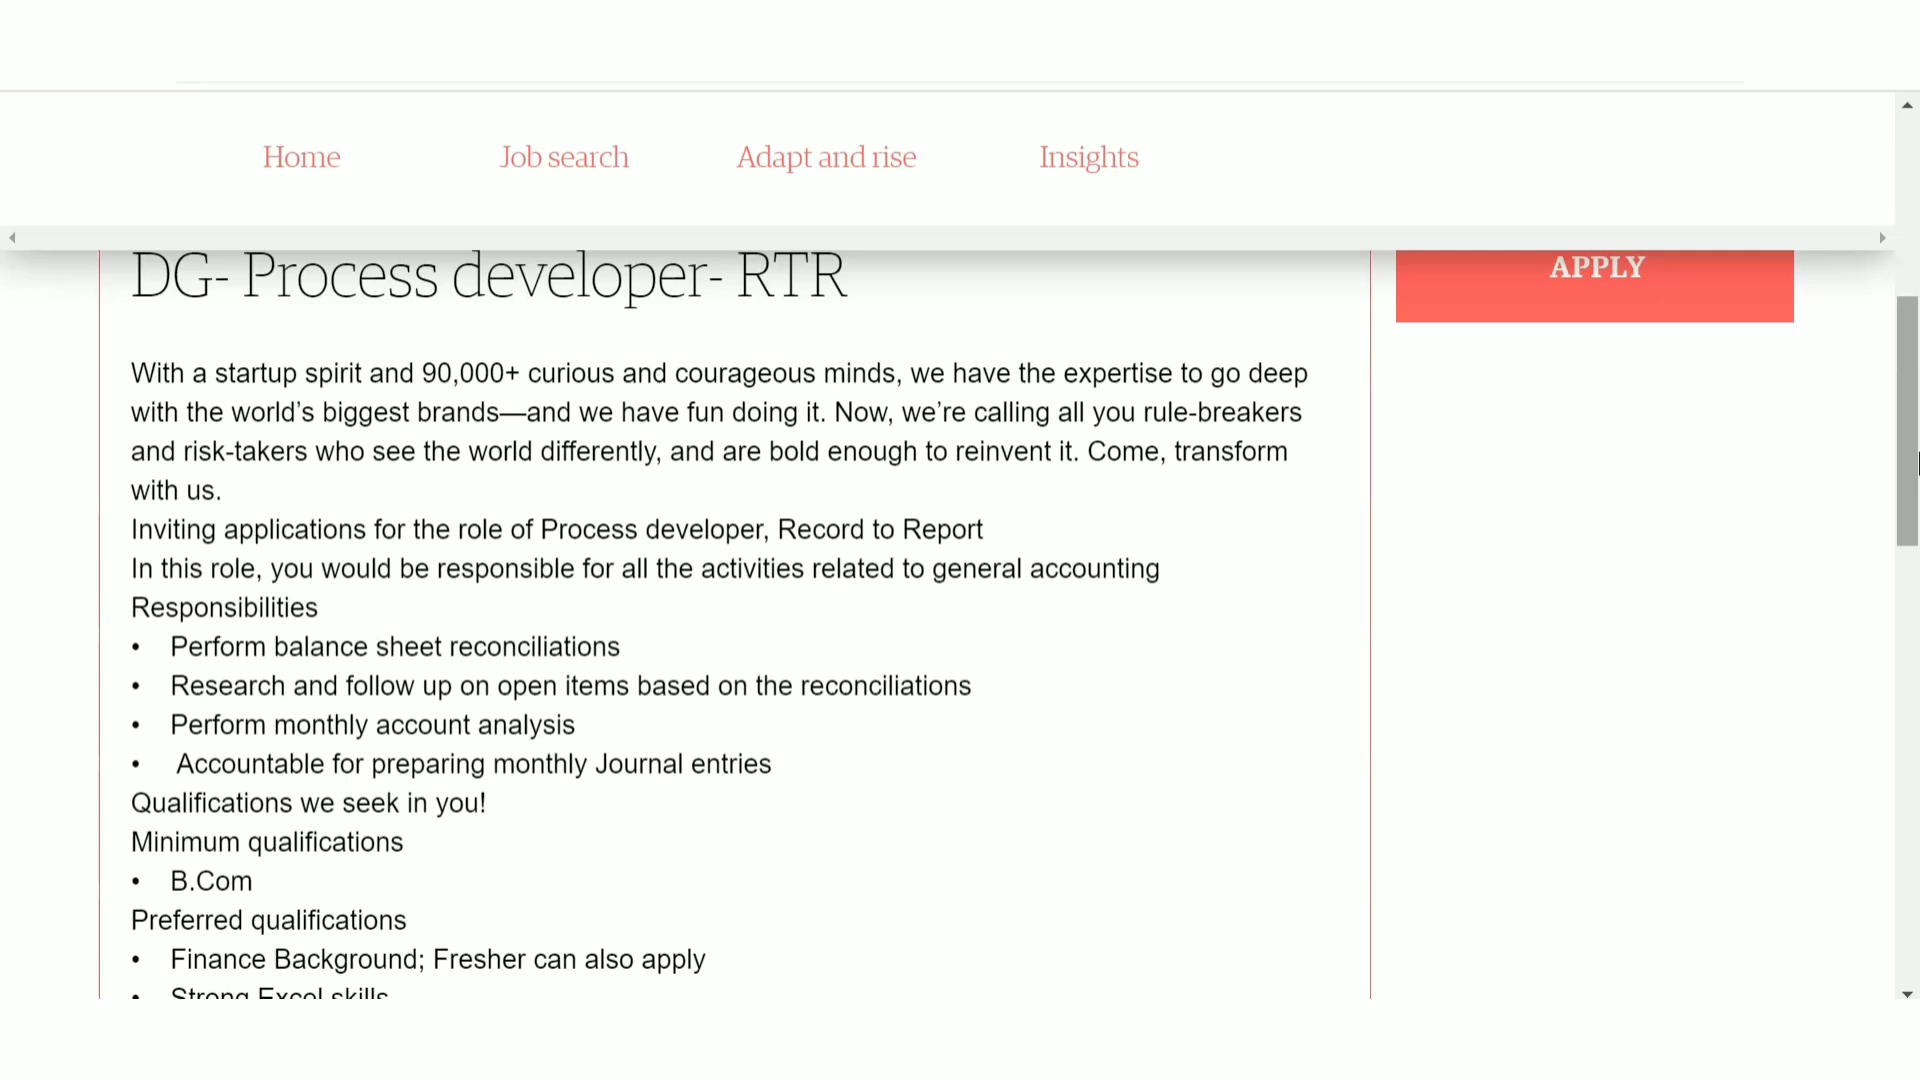 Home Job search Adapt and rise Insights
DG- Process developer- RTR
APPLY
With a startup spirit and 90,000+ curious and courageous minds, we have the expertise to go deep
with the world’s biggest brands—and we have fun doing it. Now, we’re calling all you rule-breakers
and risk-takers who see the world differently, and are bold enough to reinvent it. Come, transform
with us.
Inviting applications for the role of Process developer, Record to Report
In this role, you would be responsible for all the activities related to general accounting
Responsibilities
• Perform balance sheet reconciliations
• Research and follow up on open items based on the reconciliations
• Perform monthly account analysis
• Accountable for preparing monthly Journal entries
Qualifications we seek in you!
Minimum qualifications
• B.Com
Preferred qualifications
• Finance Background; Fresher can also apply
• Strong Excel skills